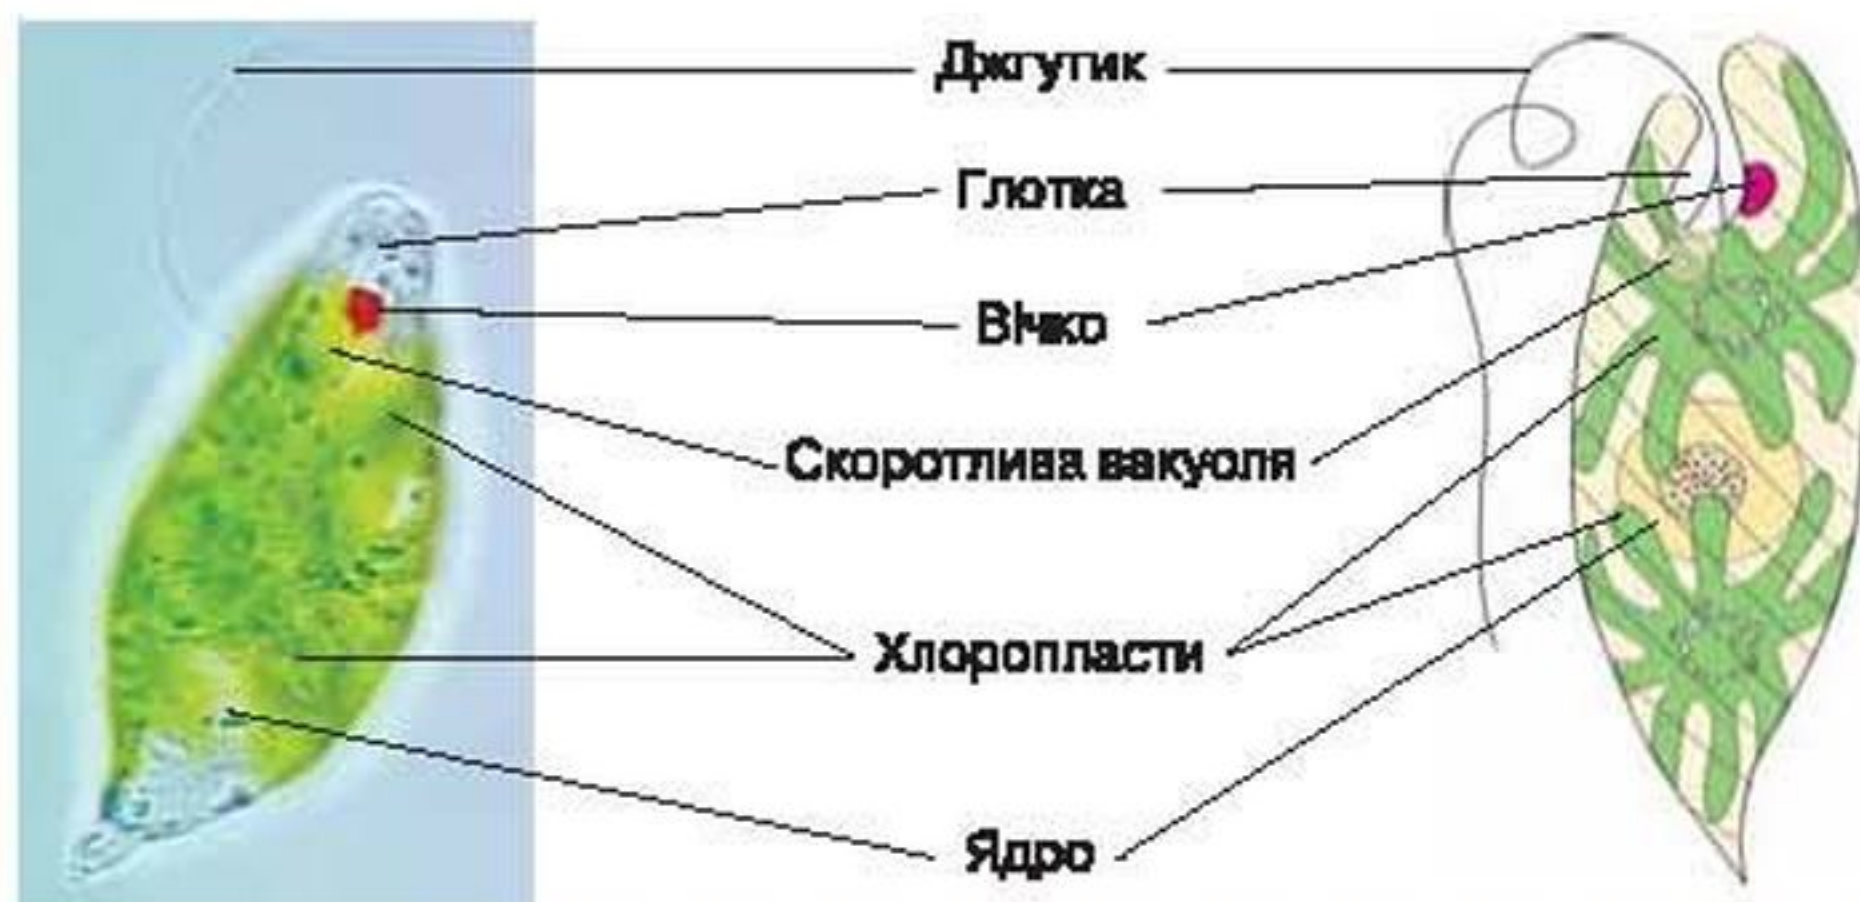 Джгутик
Глотка
Вічко
Скоротлива вакуоля
Хлоропласти
Ядро